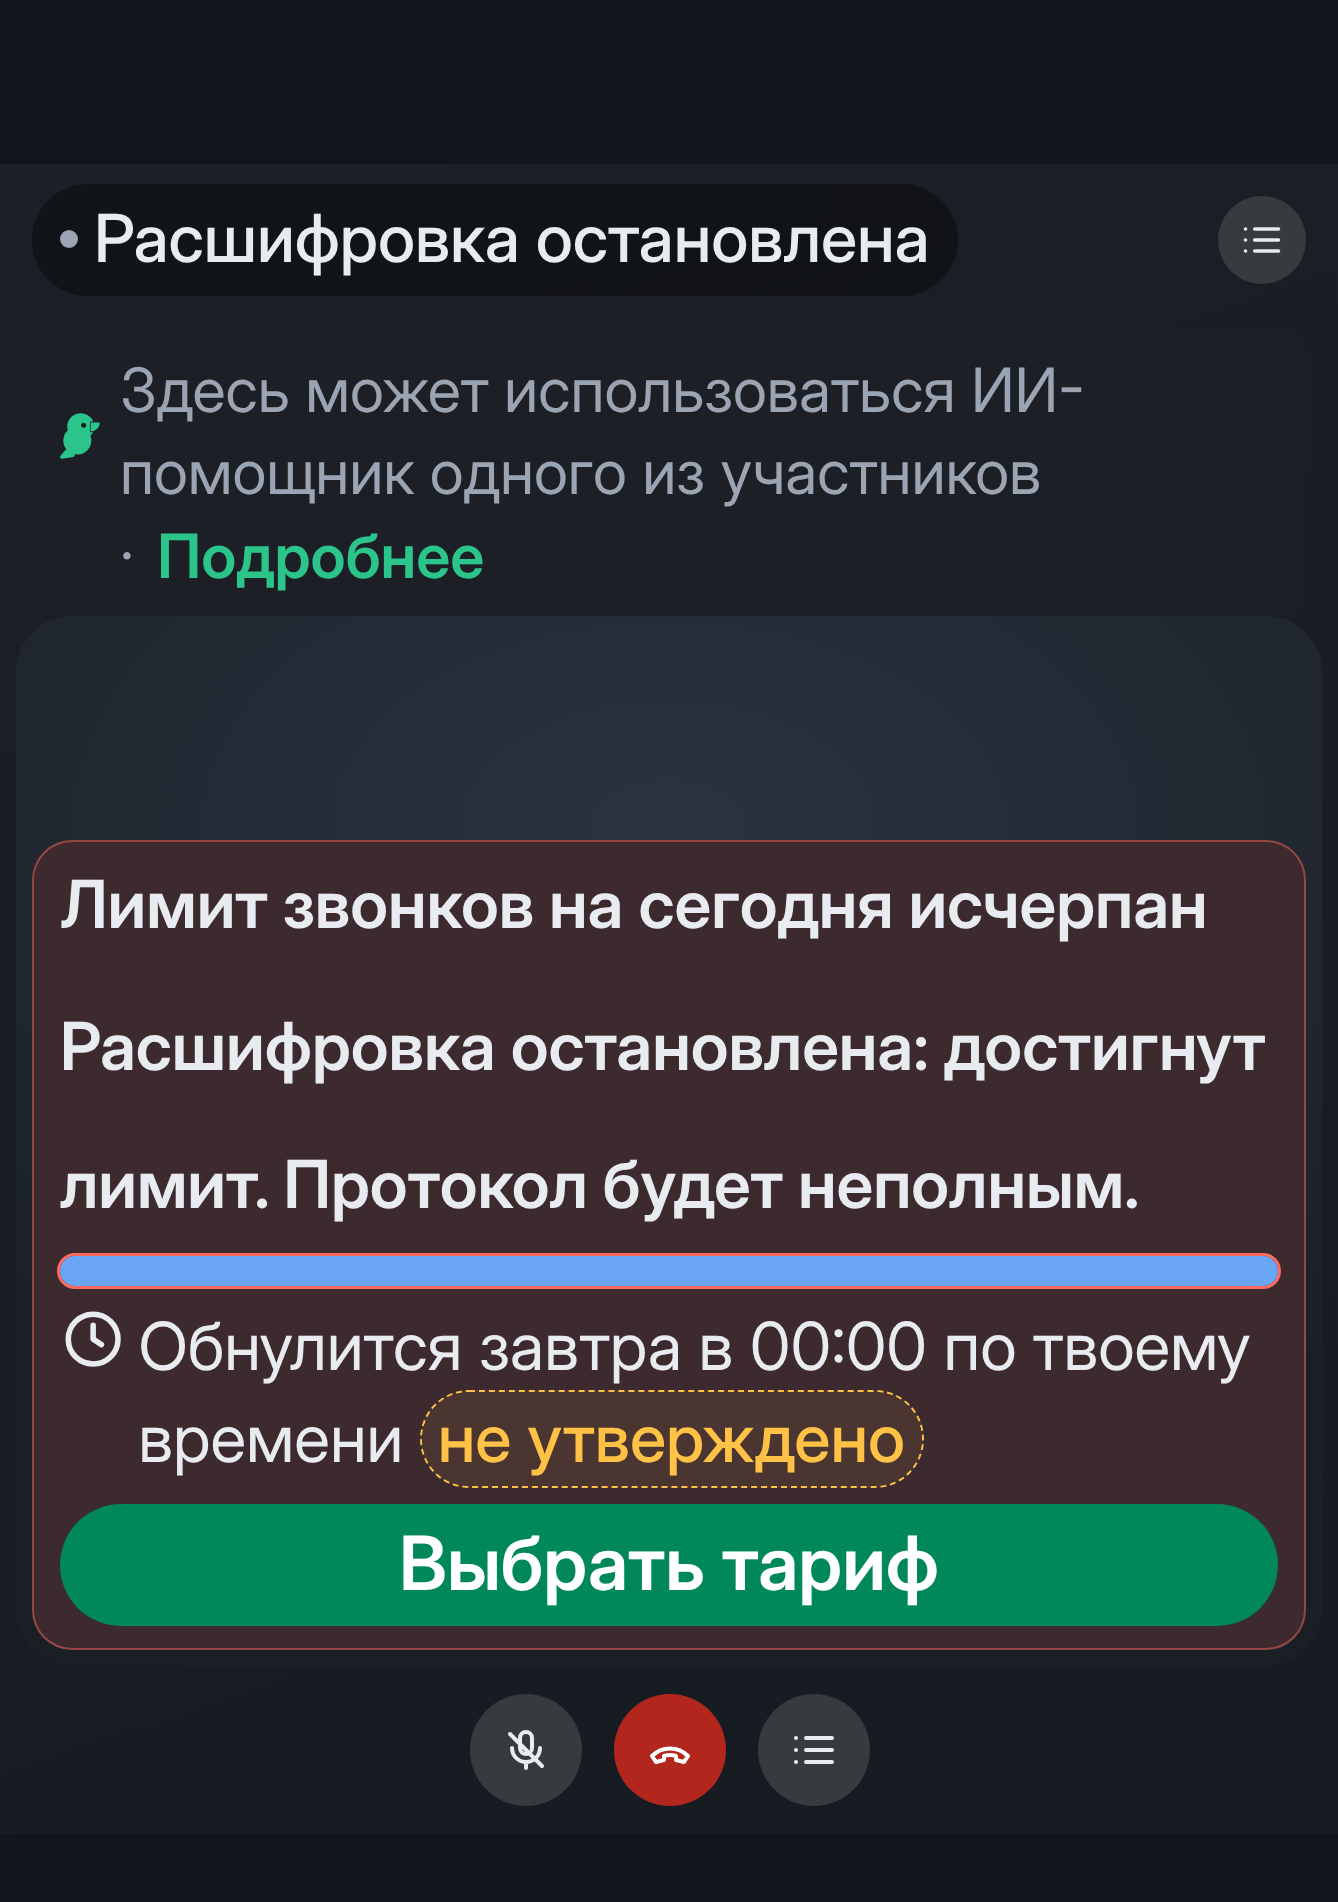 Расшифровка остановлена
Здесь может использоваться ИИ-
помощник одного из участников
· Подробнее
Лимит звонков на сегодня исчерпан
Расшифровка остановлена: достигнут
лимит. Протокол будет неполным.
Обнулится завтра в 00:00 по твоему
времени не утверждено
Выбрать тариф